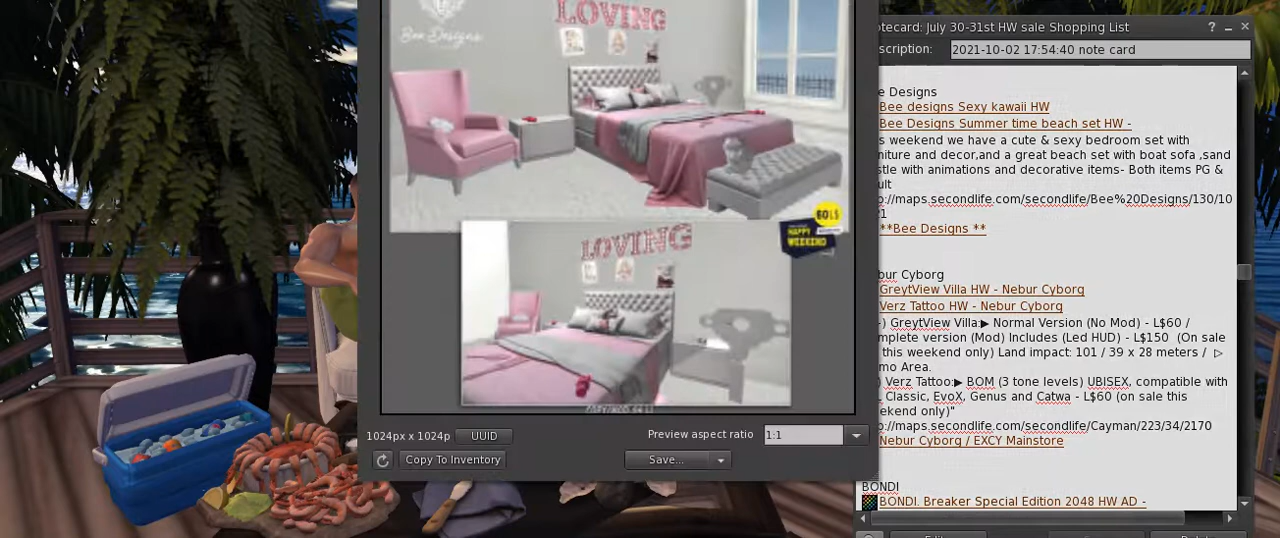 LOVING
Bee Designs
60L$
HAPPY
WEEKEND
LOVING
1024px x 1024p
UUID
Preview aspect ratio
1:1
Copy To Inventory
Save...
otecard: July 30-31st HW sale Shopping List
?
scription:
2021-10-02 17:54:40 note card
e Designs
Bee designs Sexy kawaii HW
Bee Designs Summer time beach set HW -
s weekend we have a cute & sexy bedroom set with
niture and decor,and a great beach set with boat sofa ,sand
stle with animations and decorative items- Both items PG &
ult
p://maps.secondlife.com/secondlife/Bee%20Designs/130/10
/1
**Bee Designs **
bur Cyborg
GreytView Villa HW - Nebur Cyborg
Verz Tattoo HW - Nebur Cyborg
-) GreytView Villa:▶ Normal Version (No Mod) - L$60 /
mplete version (Mod) Includes (Led HUD) - L$150 (On sale
this weekend only) Land impact: 101 / 39 x 28 meters / ▷
mo Area.
) Verz Tattoo:▶ BOM (3 tone levels) UBISEX, compatible with
L Classic, EvoX, Genus and Catwa - L$60 (on sale this
eekend only)"
p://maps.secondlife.com/secondlife/Cayman/223/34/2170
Nebur Cyborg / EXCY Mainstore
BONDI
BONDI. Breaker Special Edition 2048 HW AD -